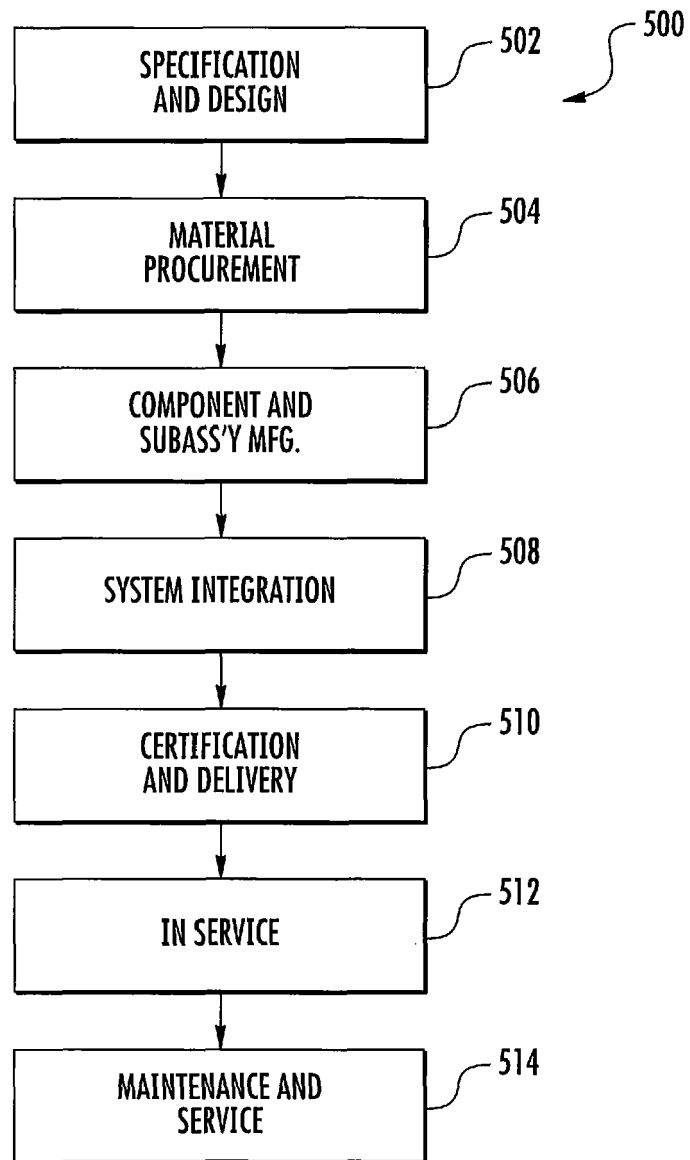 500
SPECIFICATION
AND DESIGN
502
MATERIAL
PROCUREMENT
504
COMPONENT AND
SUBASS'Y MFG.
506
SYSTEM INTEGRATION
508
CERTIFICATION
AND DELIVERY
510
IN SERVICE
512
MAINTENANCE AND
SERVICE
514